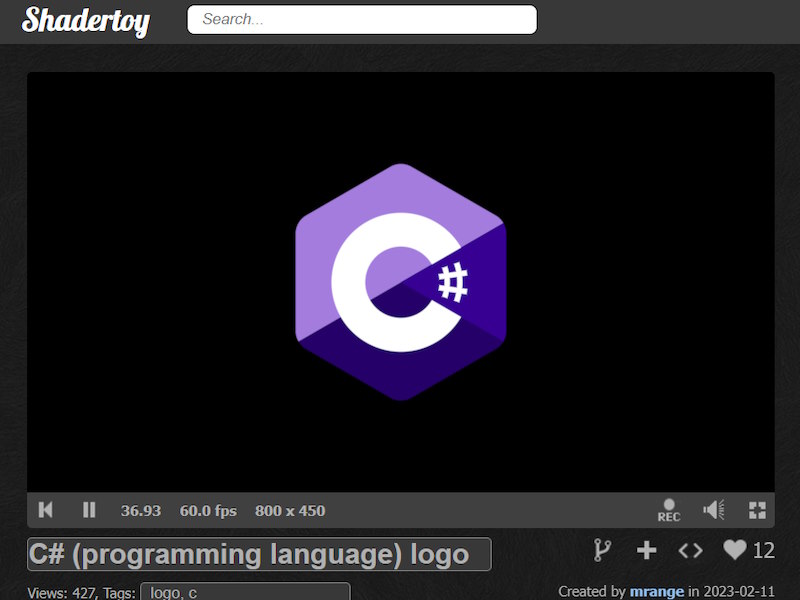 Shadertoy
Search...
C#
36.93 60.0 fps 800 x 450
REC
C# (programming language) logo
12
Views: 427, Tags: logo, c
Created by mrange in 2023-02-11